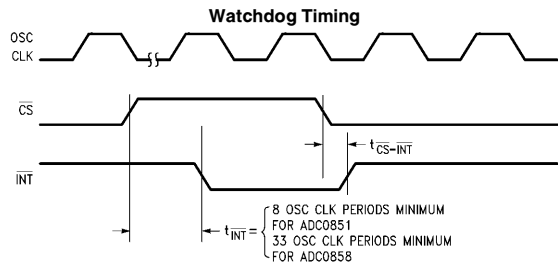 Watchdog Timing
OSC
CLK
CS
t CS–INT
INT
t INT = 8 OSC CLK PERIODS MINIMUM
FOR ADC0851
33 OSC CLK PERIODS MINIMUM
FOR ADC0858